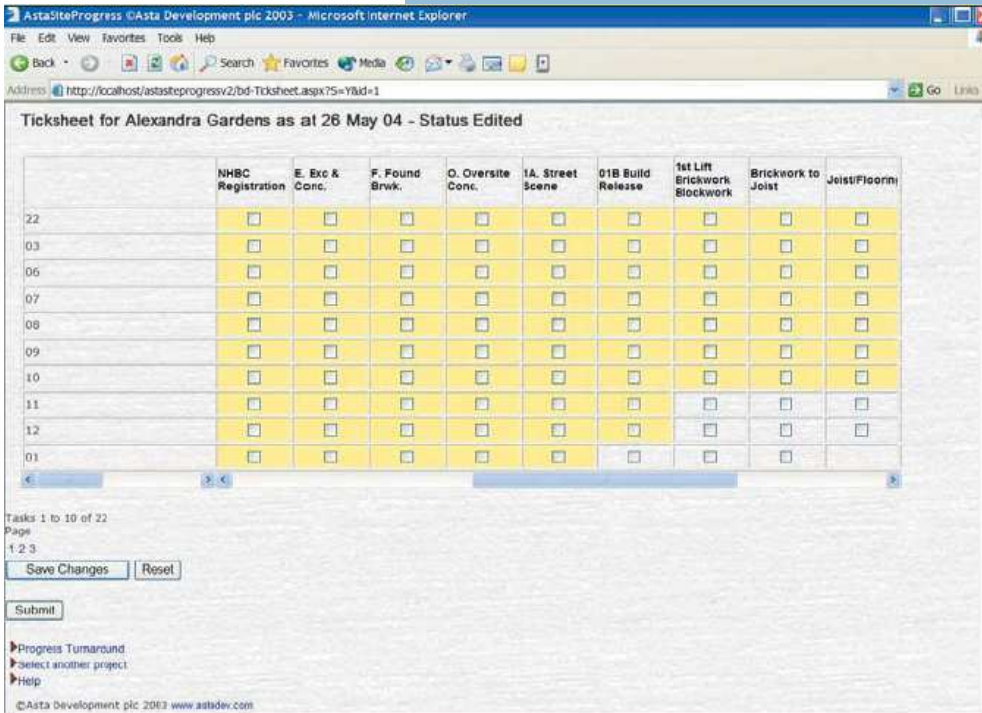 AstaSiteProgress ©Asta Development plc 2003 - Microsoft Internet Explorer
File Edit View Favorites Tools Help
Back Search Favorites Media
Address http://localhost/astasiteprogressv2/bd-Ticksheet.aspx?S=Y&id=1 Go Links
Ticksheet for Alexandra Gardens as at 26 May 04 - Status Edited
NHBC Registration E. Exc & Conc. F. Found Brwk. O. Oversite Conc. 1A. Street Scene 01B Build Release 1st Lift Brickwork Blockwork Brickwork to Joist Joist/Flooring
22
03
06
07
08
09
10
11
12
01
Tasks 1 to 10 of 22
Page
1 2 3
Save Changes Reset
Submit
Progress Turnaround
Select another project
Help
©Asta Development plc 2003 www.astadev.com